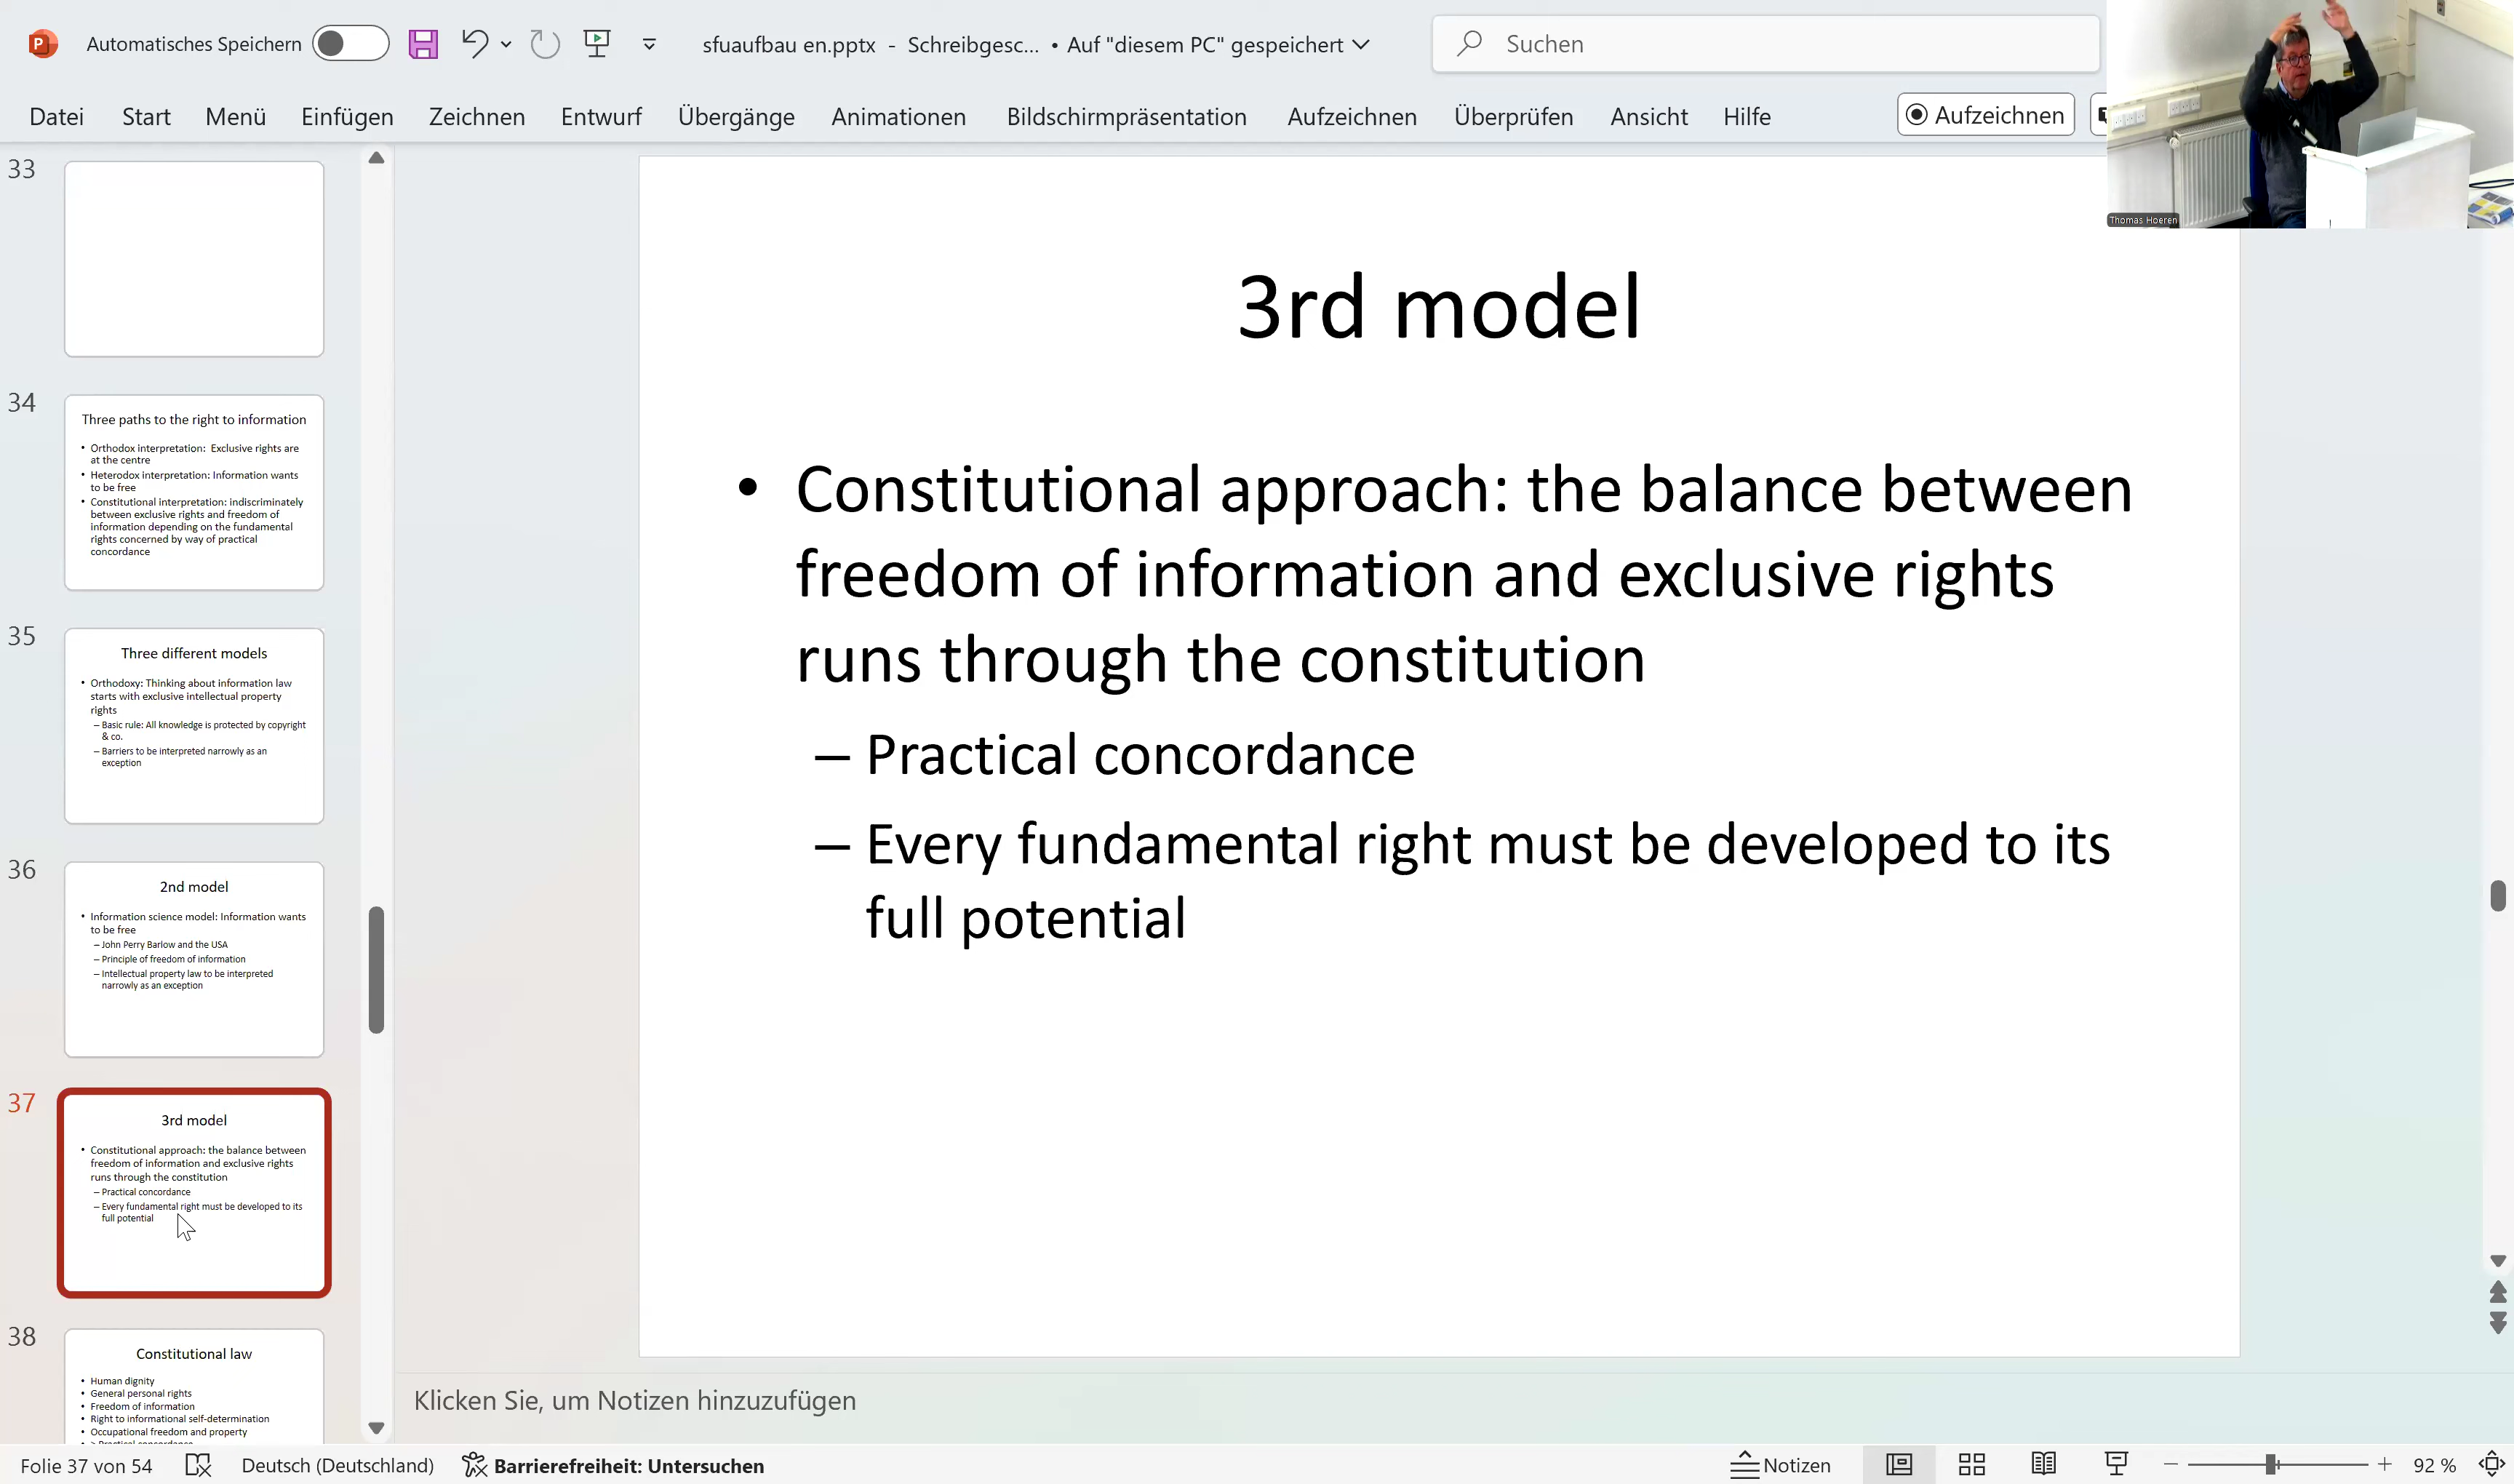 Automatisches Speichern
sfuaufbau en.pptx - Schreibgesc... • Auf "diesem PC" gespeichert
Suchen
Datei Start Menü Einfügen Zeichnen Entwurf Übergänge Animationen Bildschirmpräsentation Aufzeichnen Überprüfen Ansicht Hilfe
Aufzeichnen
Thomas Hoeren
33
34
Three paths to the right to information
• Orthodox interpretation: Exclusive rights are
at the centre
• Heterodox interpretation: Information wants
to be free
• Constitutional interpretation: indiscriminately
between exclusive rights and freedom of
information depending on the fundamental
rights concerned by way of practical
concordance
35
Three different models
• Orthodoxy: Thinking about information law
starts with exclusive intellectual property
rights
– Basic rule: All knowledge is protected by copyright
& co.
– Barriers to be interpreted narrowly as an
exception
36
2nd model
• Information science model: Information wants
to be free
– John Perry Barlow and the USA
– Principle of freedom of information
– Intellectual property law to be interpreted
narrowly as an exception
37
3rd model
• Constitutional approach: the balance between
freedom of information and exclusive rights
runs through the constitution
– Practical concordance
– Every fundamental right must be developed to its
full potential
38
Constitutional law
• Human dignity
• General personal rights
• Freedom of information
• Right to informational self-determination
• Occupational freedom and property
3rd model
• Constitutional approach: the balance between
freedom of information and exclusive rights
runs through the constitution
– Practical concordance
– Every fundamental right must be developed to its
full potential
Klicken Sie, um Notizen hinzuzufügen
Folie 37 von 54 Deutsch (Deutschland) Barrierefreiheit: Untersuchen Notizen 92 %